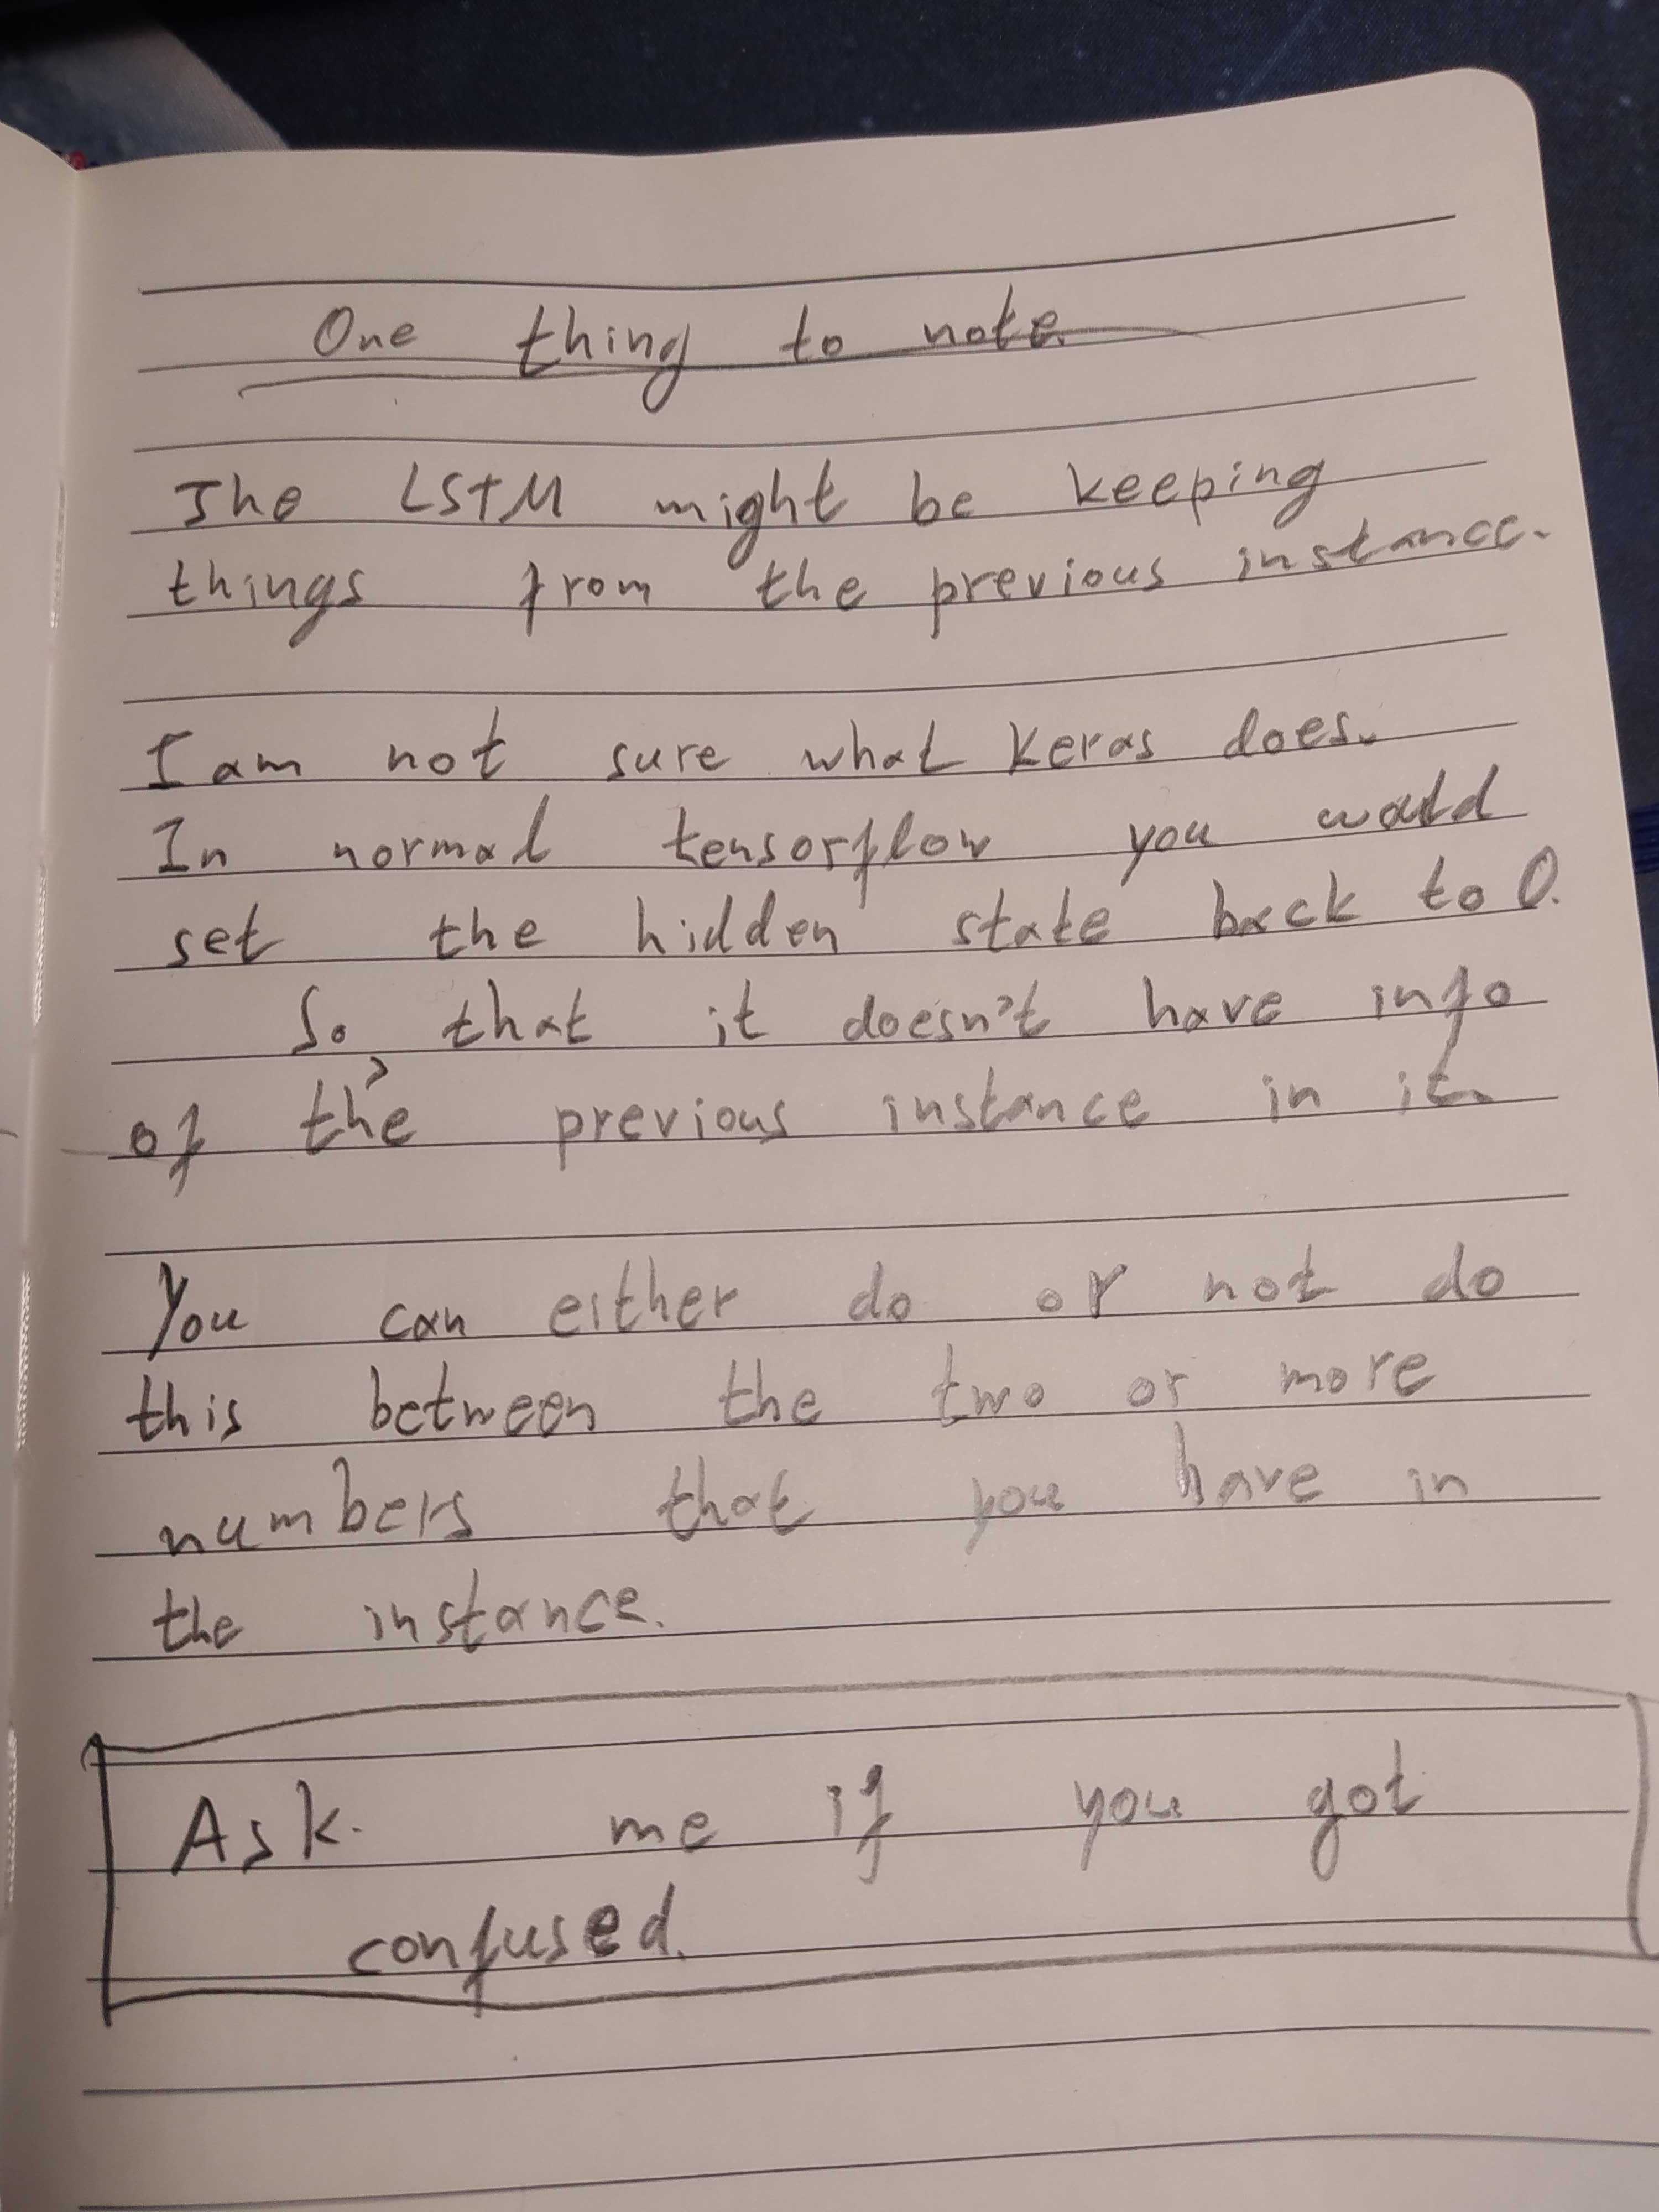 One thing to note.
The LSTM might be keeping
things from the previous instance.
I am not sure what Keras does.
In normal tensorflow you would
set the hidden state back to 0.
So that it doesn't have info
of the previous instance in it.
You can either do or not do
this between the two or more
numbers that you have in
the instance.
Ask me if you got
confused.